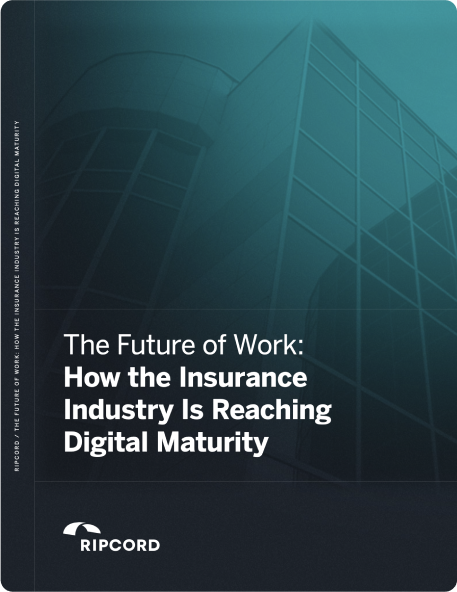 RIPCORD / THE FUTURE OF WORK: HOW THE INSURANCE INDUSTRY IS REACHING DIGITAL MATURITY
The Future of Work:
How the Insurance
Industry Is Reaching
Digital Maturity
RIPCORD